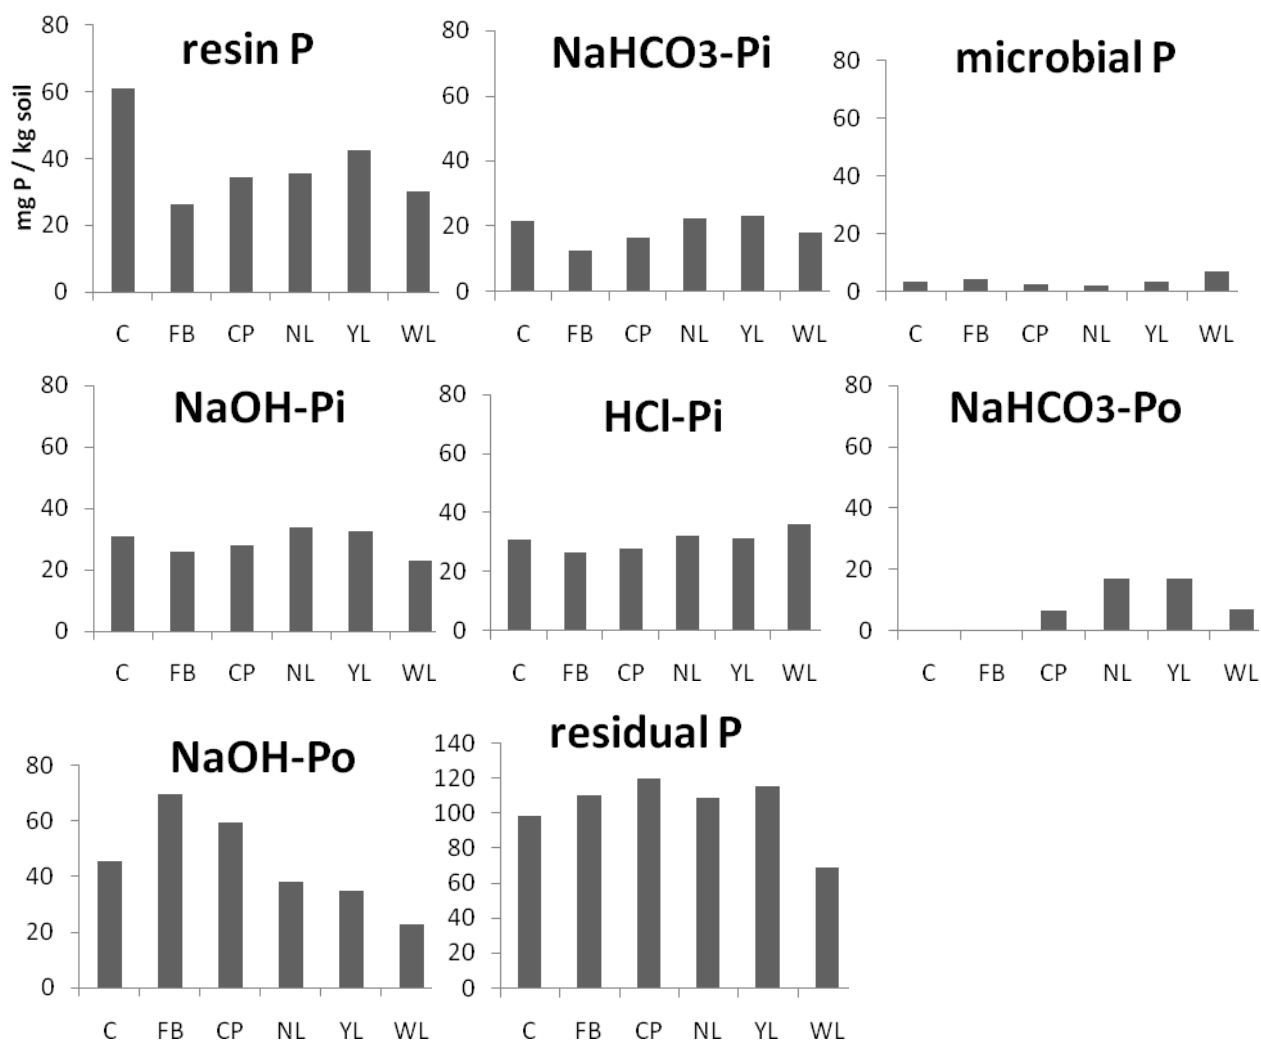 resin P
mg P / kg soil
80
60
40
20
0
C FB CP NL YL WL
NaHCO3-Pi
80
60
40
20
0
C FB CP NL YL WL
microbial P
80
60
40
20
0
C FB CP NL YL WL
NaOH-Pi
80
60
40
20
0
C FB CP NL YL WL
HCl-Pi
80
60
40
20
0
C FB CP NL YL WL
NaHCO3-Po
80
60
40
20
0
C FB CP NL YL WL
NaOH-Po
80
60
40
20
0
C FB CP NL YL WL
residual P
140
120
100
80
60
40
20
0
C FB CP NL YL WL